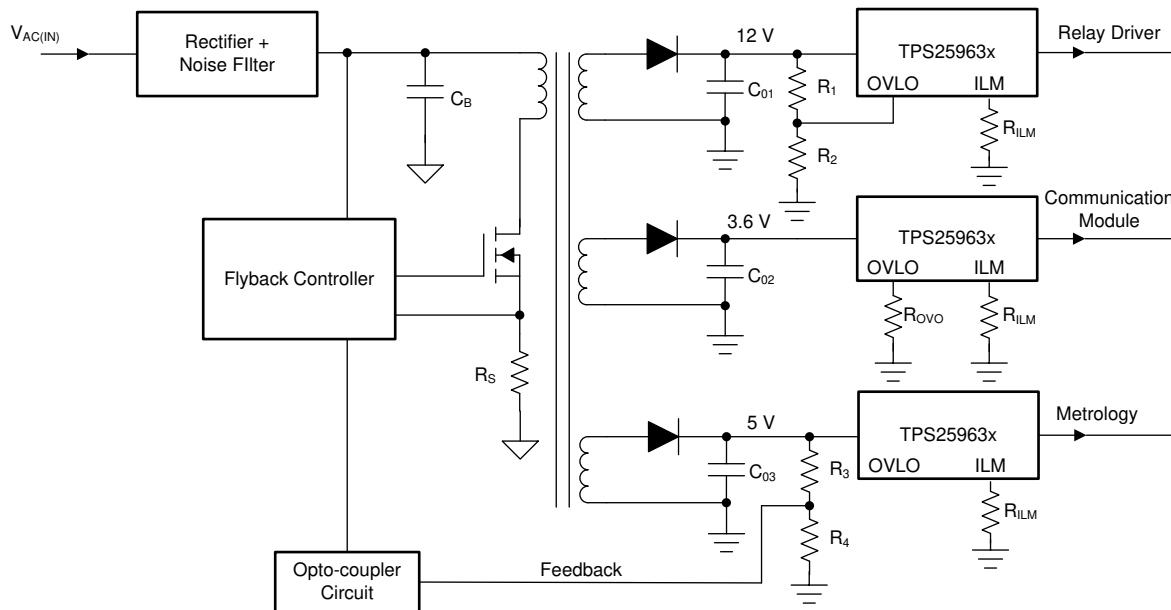 V_AC(IN)
Rectifier +
Noise FIlter
C_B
12 V
C_01
R_1
R_2
TPS25963x
OVLO ILM
R_ILM
Relay Driver
Flyback Controller
R_S
3.6 V
C_02
TPS25963x
OVLO ILM
R_OVO
R_ILM
Communication
Module
5 V
C_03
R_3
R_4
TPS25963x
OVLO ILM
R_ILM
Metrology
Opto-coupler
Circuit
Feedback